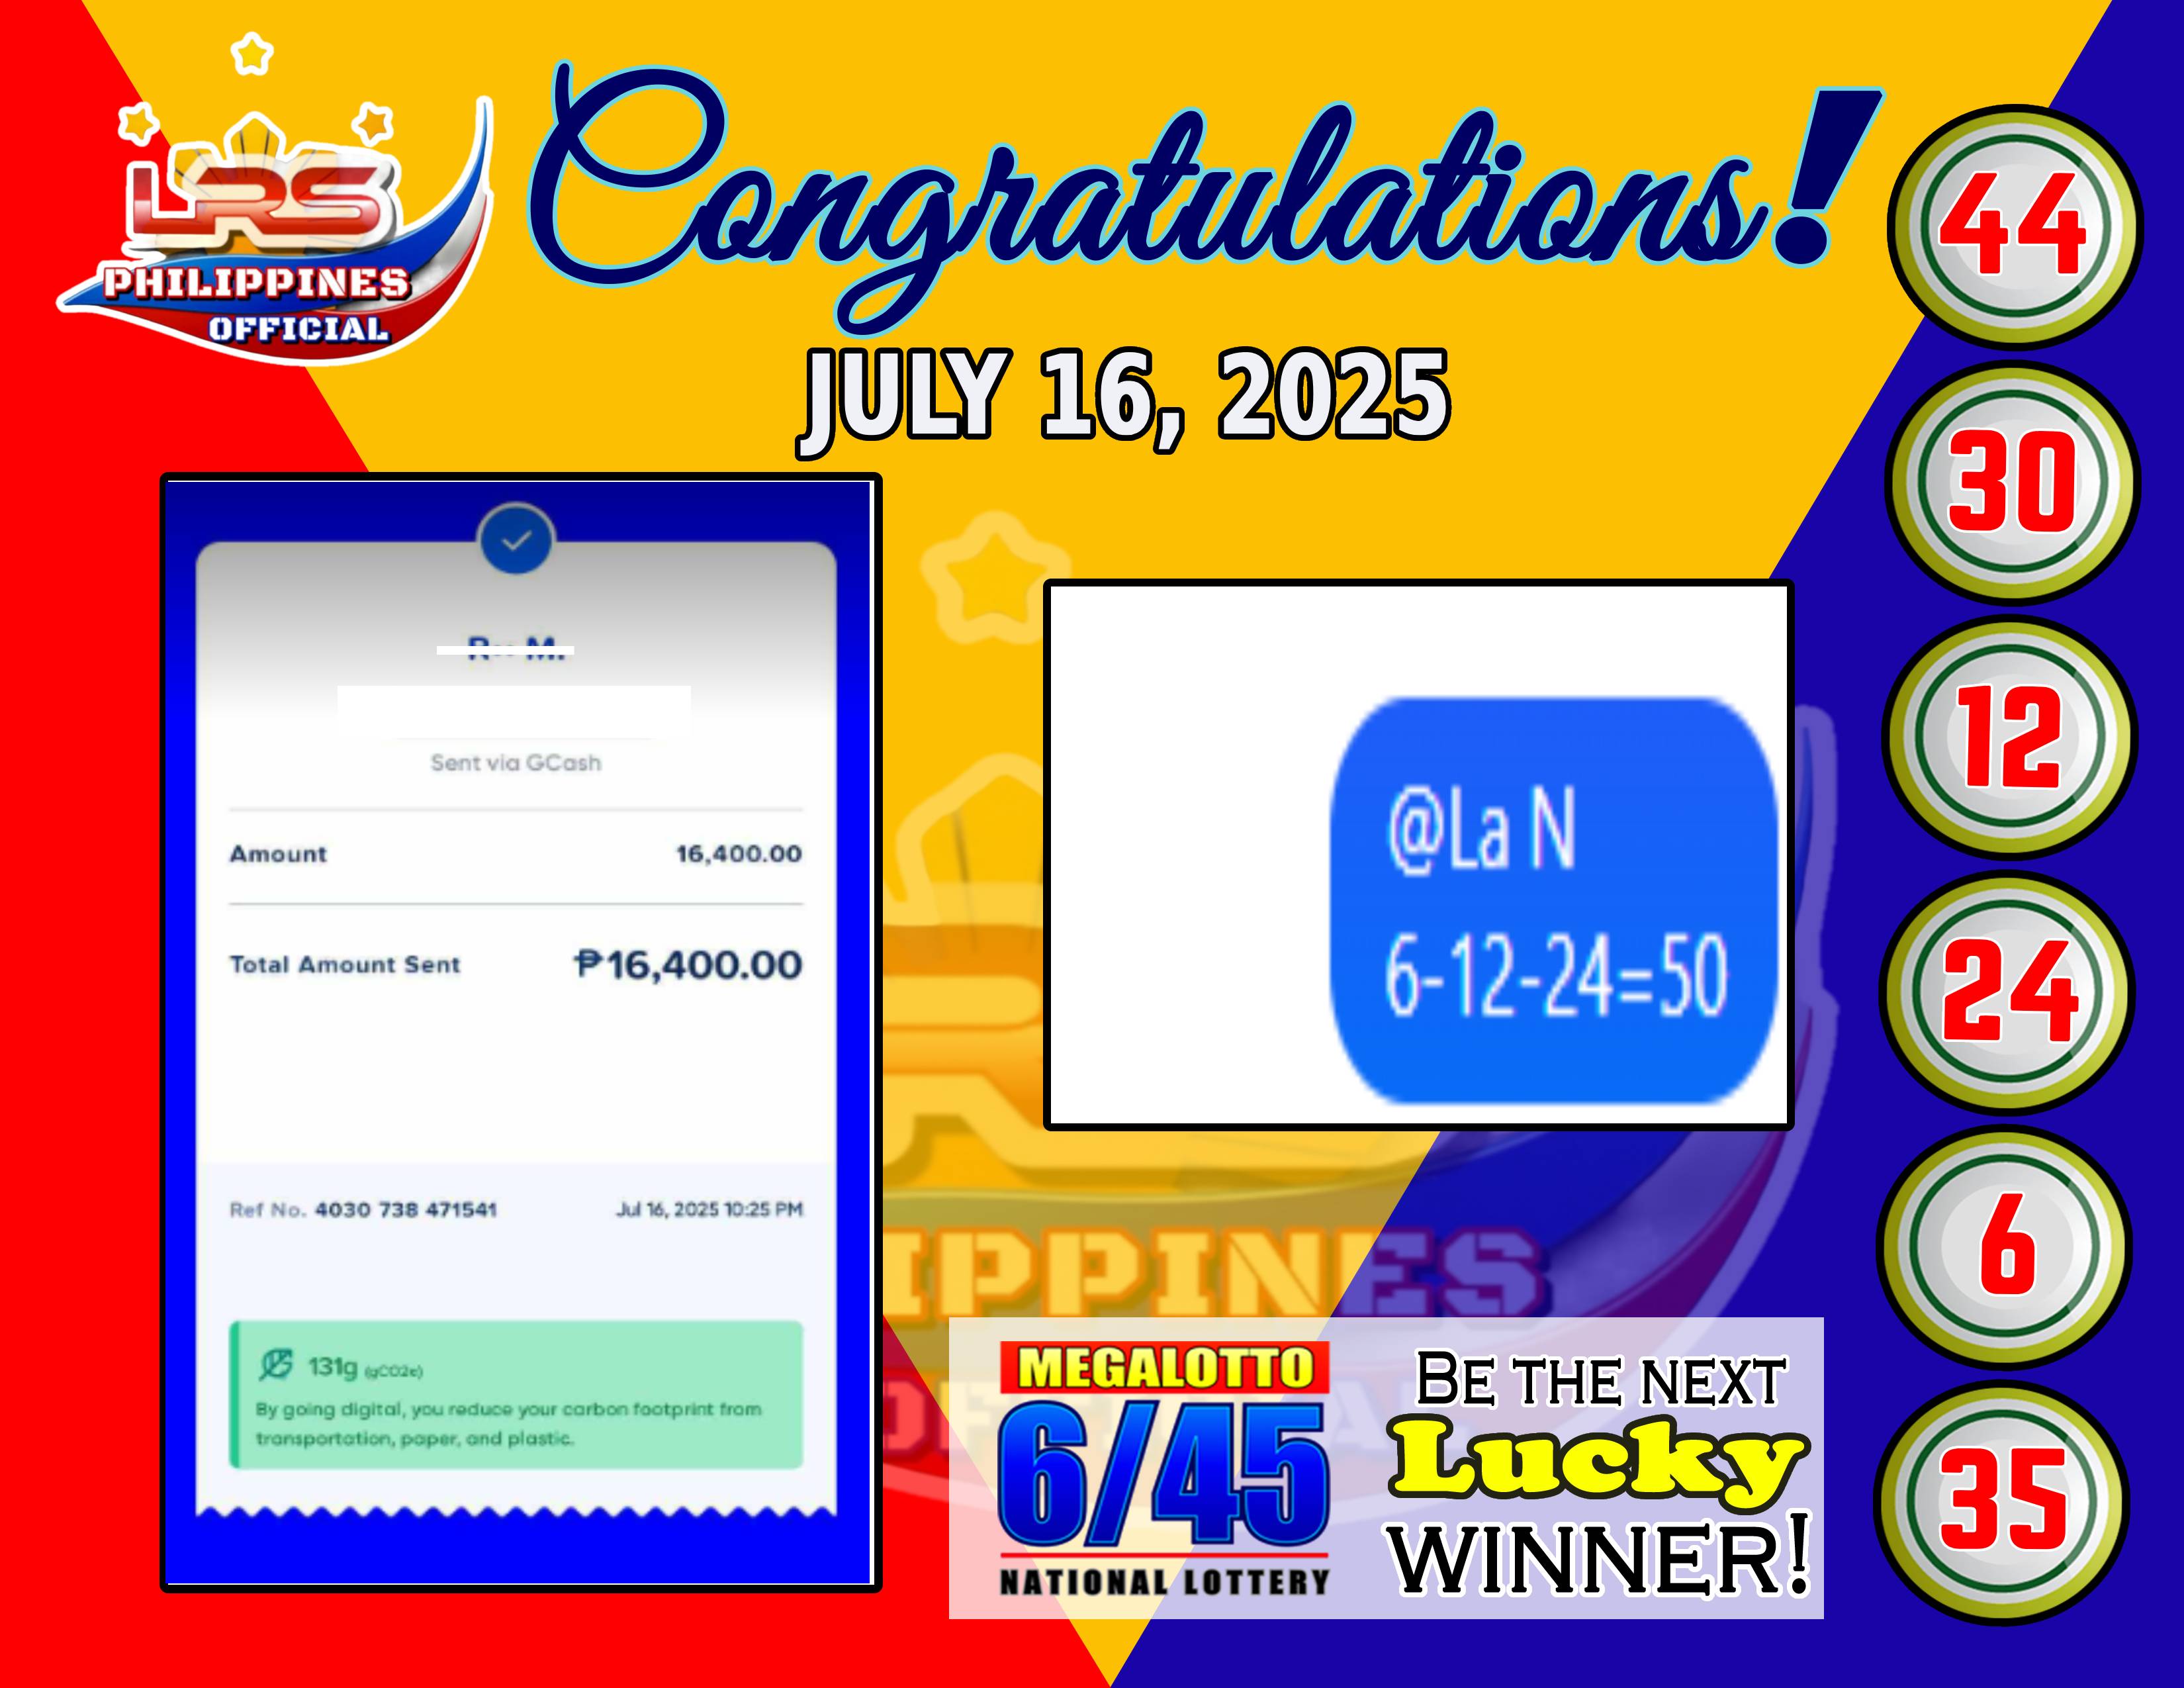 LRS
PHILIPPINES
OFFICIAL
Congratulations!
JULY 16, 2025
Sent via GCash
Amount 16,400.00
Total Amount Sent ₱16,400.00
Ref No. 4030 738 471541 Jul 16, 2025 10:25 PM
131g (gCO2e)
By going digital, you reduce your carbon footprint from
transportation, paper, and plastic.
@La N
6-12-24=50
IPPINES
MEGALOTTO
6/45
NATIONAL LOTTERY
BE THE NEXT
Lucky
WINNER!
44
30
12
24
6
35